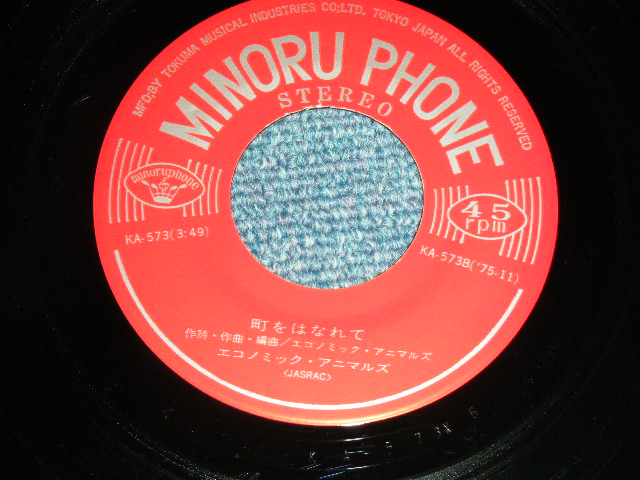 MFD;BY TOKUMA MUSICAL INDUSTRIES CO;LTD. TOKYO JAPAN ALL RIGHTS RESERVED
MINORU PHONE
STEREO
minoruphone
45
rpm
KA-573(3:49)
KA-573B('75-11)
町をはなれて
作詩・作曲・編曲/エコノミック・アニマルズ
エコノミック・アニマルズ
<JASRAC>